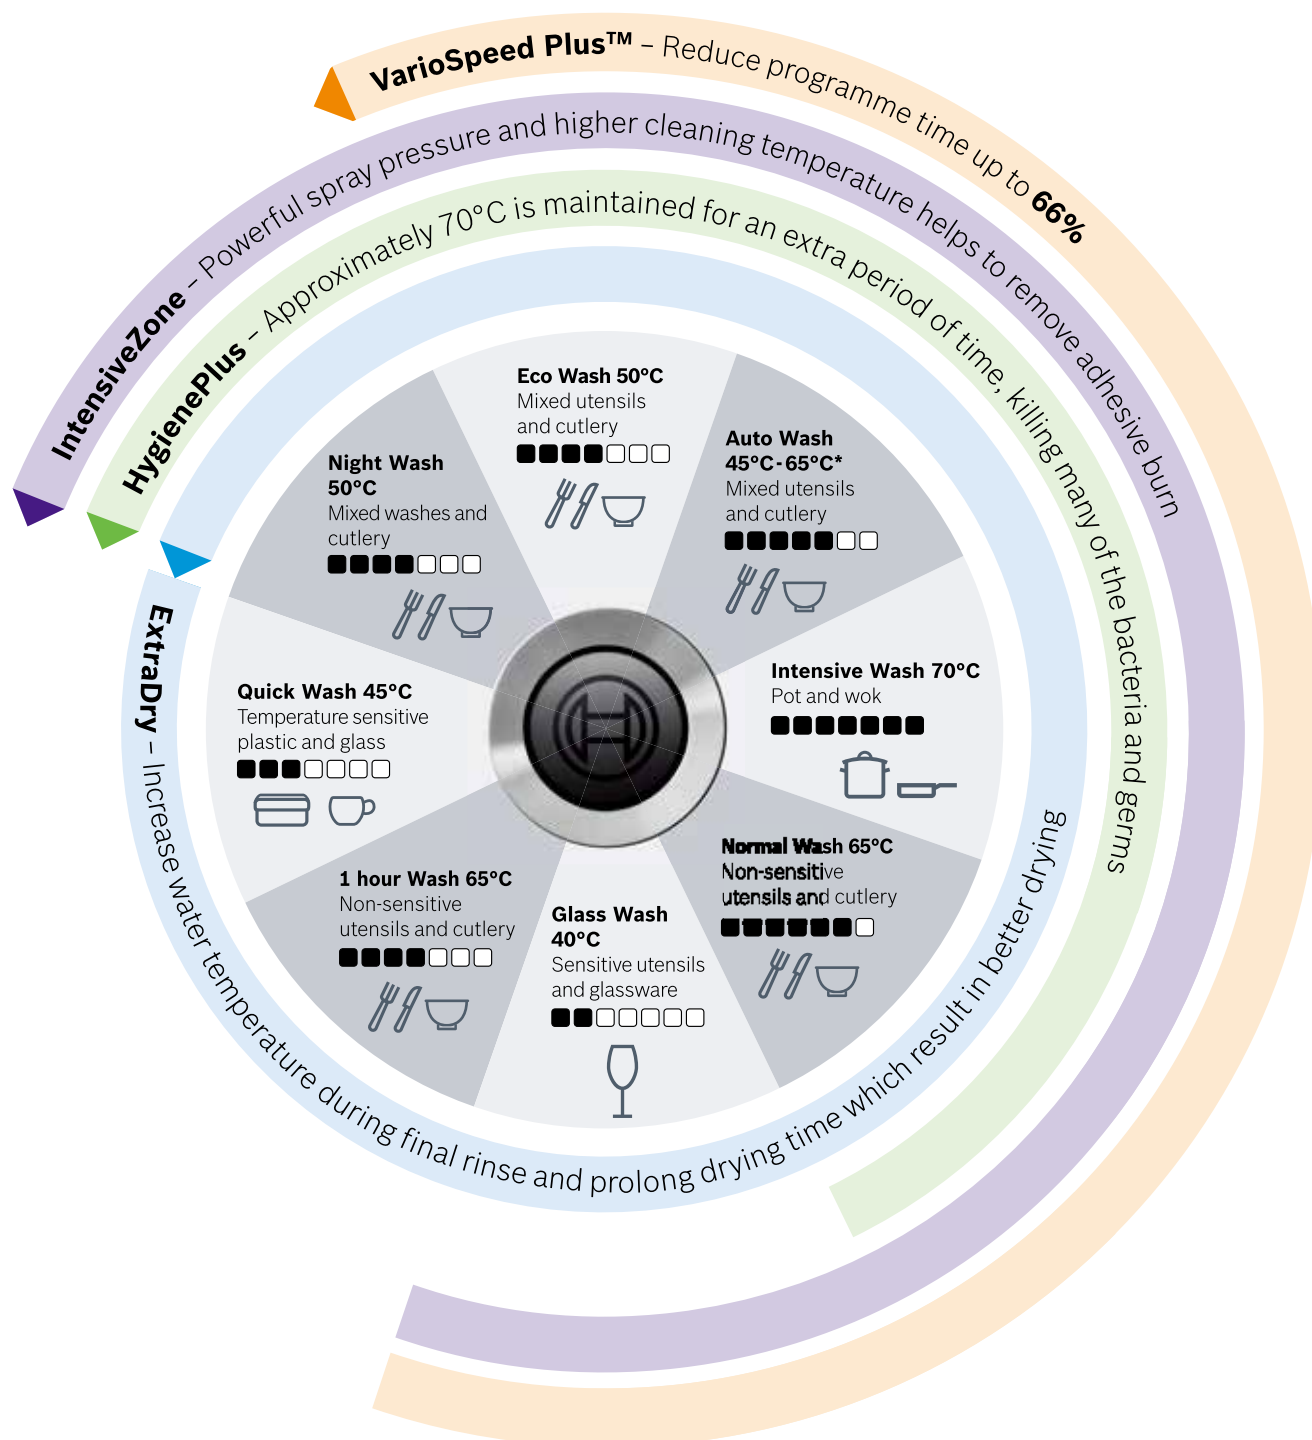 VarioSpeed Plus™ – Reduce programme time up to 66%
IntensiveZone – Powerful spray pressure and higher cleaning temperature helps to remove adhesive burn
HygienePlus – Approximately 70°C is maintained for an extra period of time, killing many of the bacteria and germs
ExtraDry – Increase water temperature during final rinse and prolong drying time which result in better drying
Eco Wash 50°C
Mixed utensils
and cutlery
Auto Wash
45°C-65°C*
Mixed utensils
and cutlery
Intensive Wash 70°C
Pot and wok
Normal Wash 65°C
Non-sensitive
utensils and cutlery
Glass Wash
40°C
Sensitive utensils
and glassware
1 hour Wash 65°C
Non-sensitive
utensils and cutlery
Quick Wash 45°C
Temperature sensitive
plastic and glass
Night Wash
50°C
Mixed washes and
cutlery